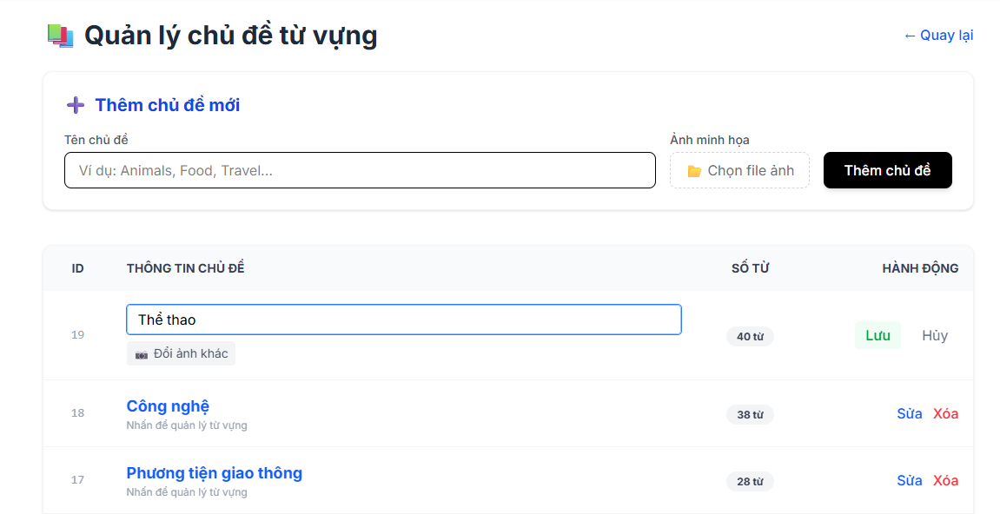 Quản lý chủ đề từ vựng
← Quay lại
Thêm chủ đề mới
Tên chủ đề
Ảnh minh họa
Ví dụ: Animals, Food, Travel...
Chọn file ảnh
Thêm chủ đề
ID THÔNG TIN CHỦ ĐỀ SỐ TỪ HÀNH ĐỘNG
19 Thể thao 40 từ Lưu Hủy
Đổi ảnh khác
18 Công nghệ 38 từ Sửa Xóa
Nhấn để quản lý từ vựng
17 Phương tiện giao thông 28 từ Sửa Xóa
Nhấn để quản lý từ vựng